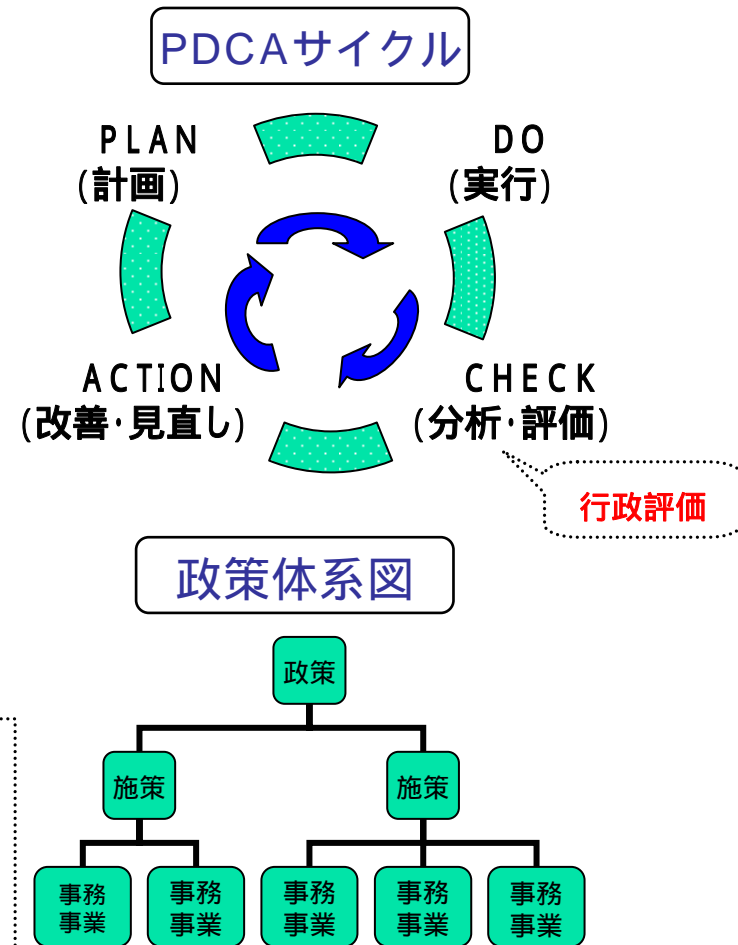 PDCAサイクル
PLAN
(計画)
DO
(実行)
ACTION
(改善･見直し)
CHECK
(分析･評価)
行政評価
政策体系図
政策
施策
施策
事務
事業
事務
事業
事務
事業
事務
事業
事務
事業